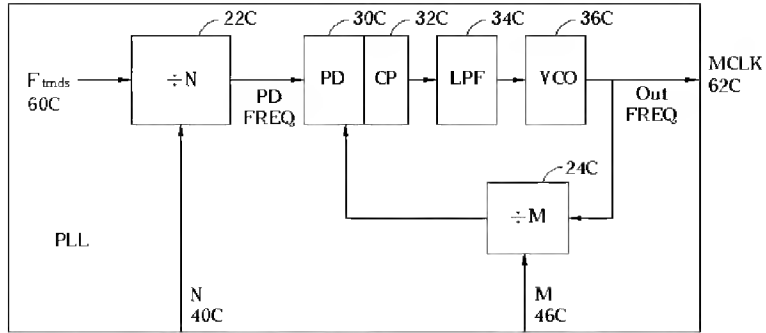 22C
30C
32C
34C
36C
F tmds
60C
÷N
PD
FREQ
PD
CP
LPF
VCO
Out
FREQ
MCLK
62C
24C
÷M
PLL
N
40C
M
46C